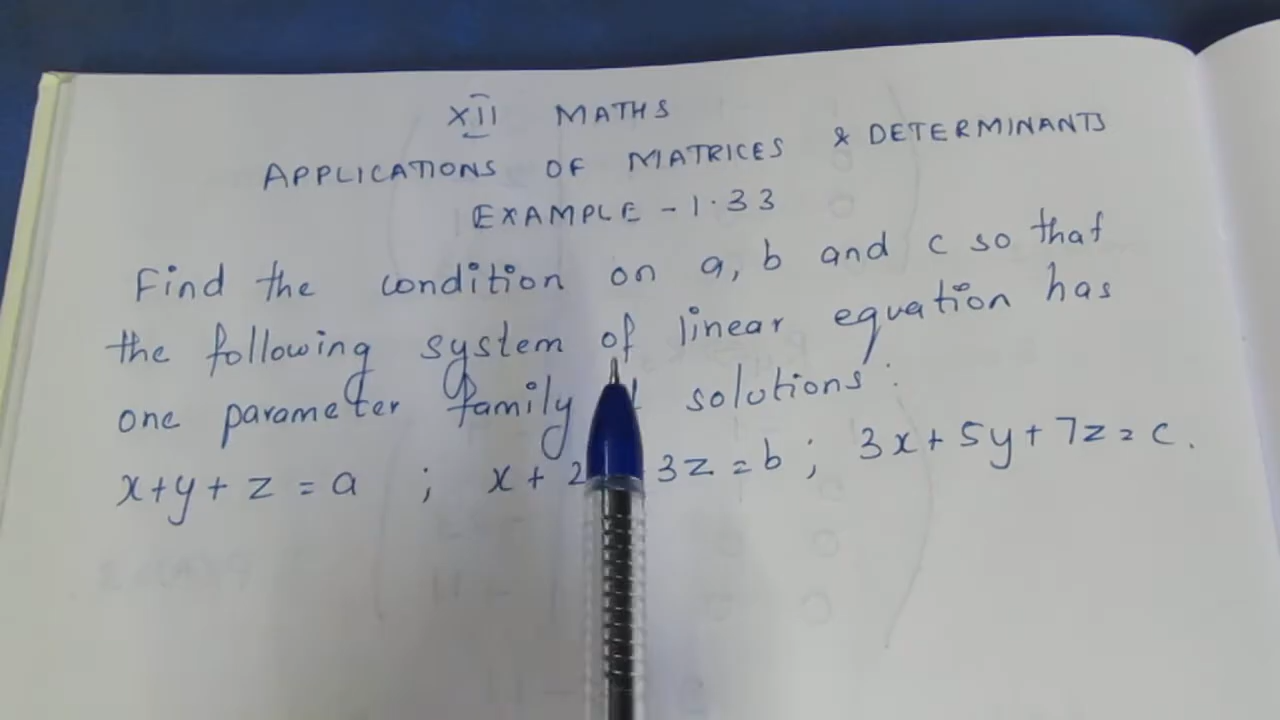 XII MATHS
APPLICATIONS OF MATRICES & DETERMINANTS
EXAMPLE - 1.33
Find the condition on a, b and c so that
the following system of linear equation has
one parameter family solutions :
x+y+z=a ; x+2 3z=b ; 3x+5y+7z=c.